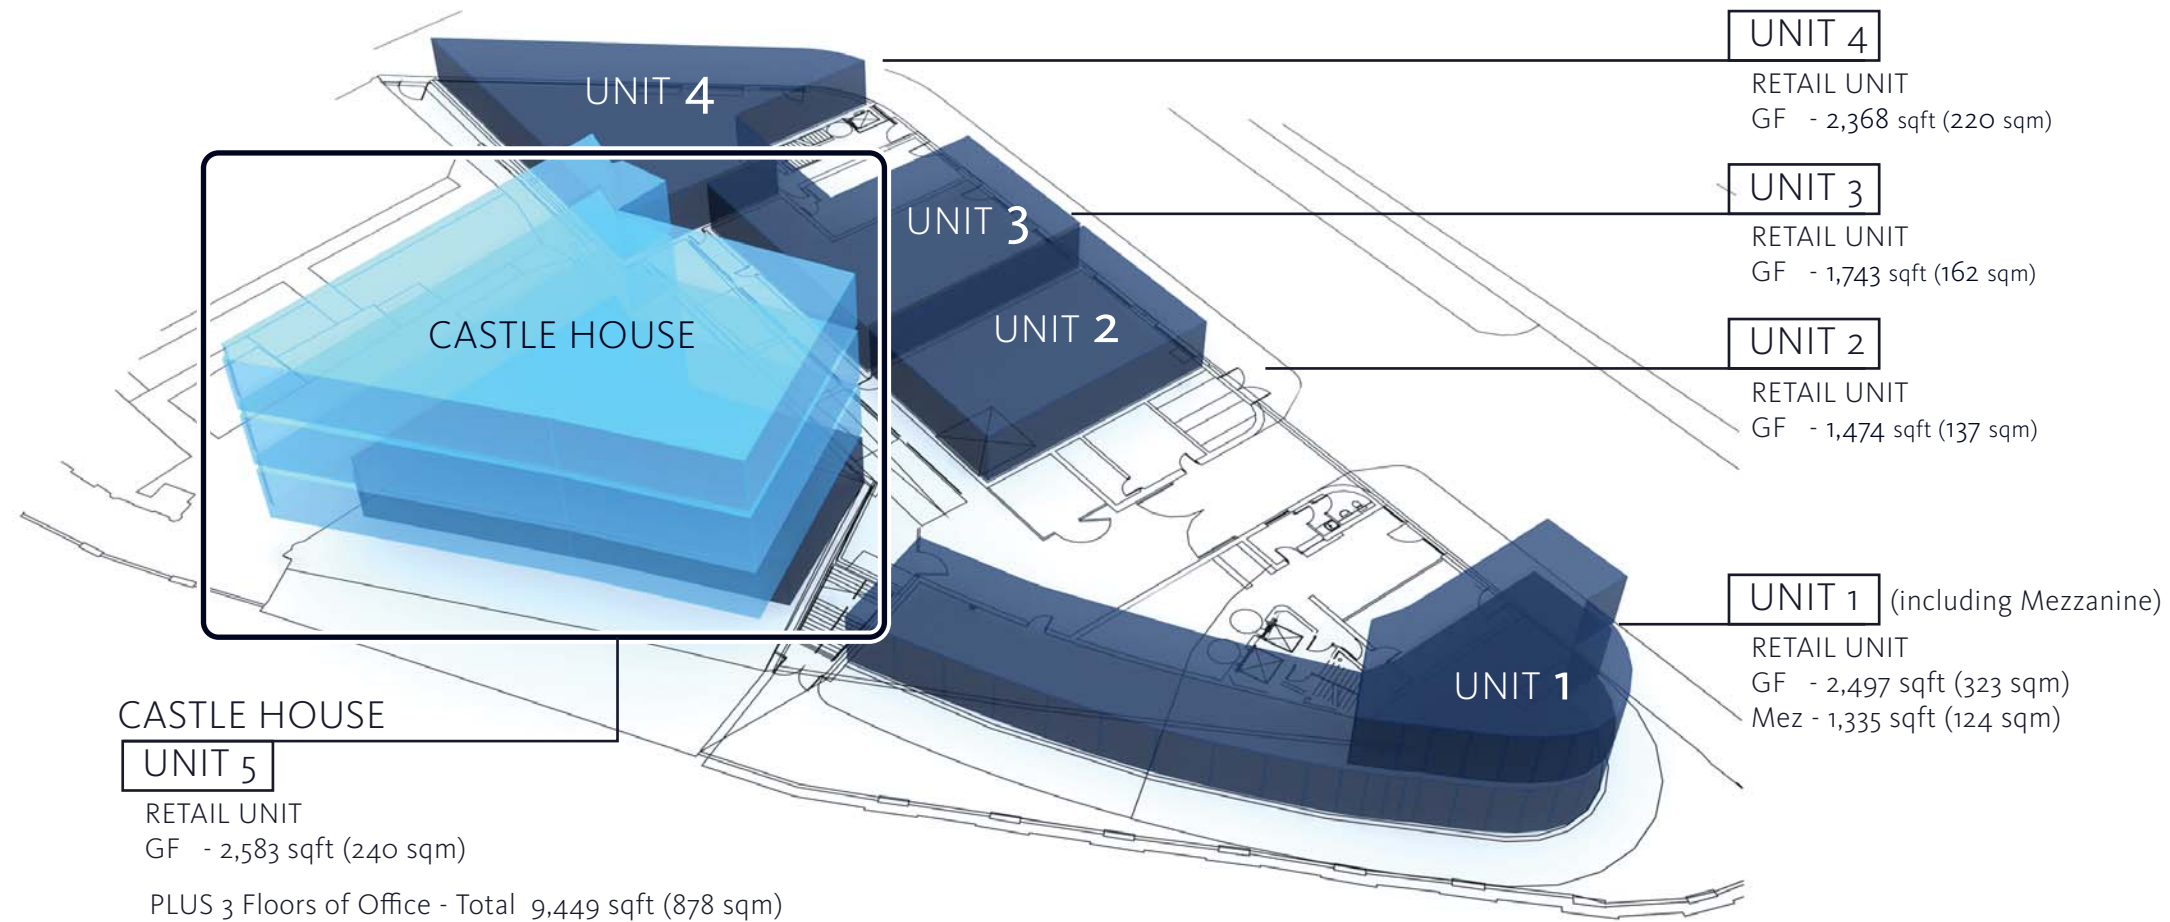 UNIT 4
RETAIL UNIT
GF - 2,368 sqft (220 sqm)
UNIT 3
RETAIL UNIT
GF - 1,743 sqft (162 sqm)
UNIT 2
RETAIL UNIT
GF - 1,474 sqft (137 sqm)
UNIT 1 (including Mezzanine)
RETAIL UNIT
GF - 2,497 sqft (323 sqm)
Mez - 1,335 sqft (124 sqm)
UNIT 4
UNIT 3
UNIT 2
CASTLE HOUSE
UNIT 1
CASTLE HOUSE
UNIT 5
RETAIL UNIT
GF - 2,583 sqft (240 sqm)
PLUS 3 Floors of Office - Total 9,449 sqft (878 sqm)